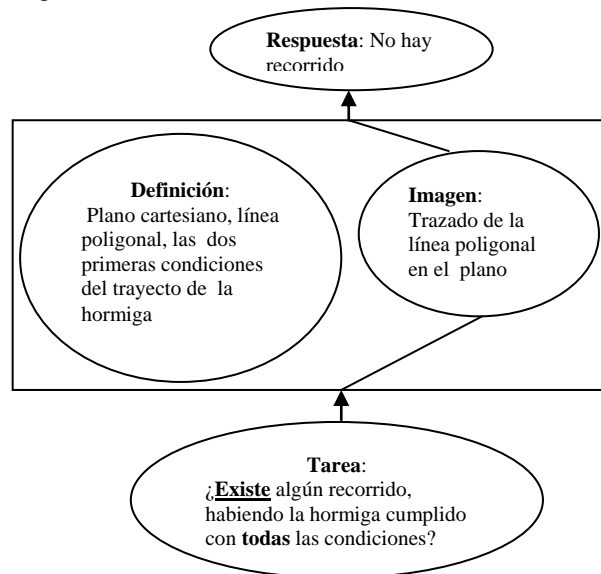 Respuesta: No hay
recorrido
Definición:
Plano cartesiano, línea
poligonal, las dos
primeras condiciones
del trayecto de la
hormiga
Imagen:
Trazado de la
línea poligonal
en el plano
Tarea:
¿Existe algún recorrido,
habiendo la hormiga cumplido
con todas las condiciones?